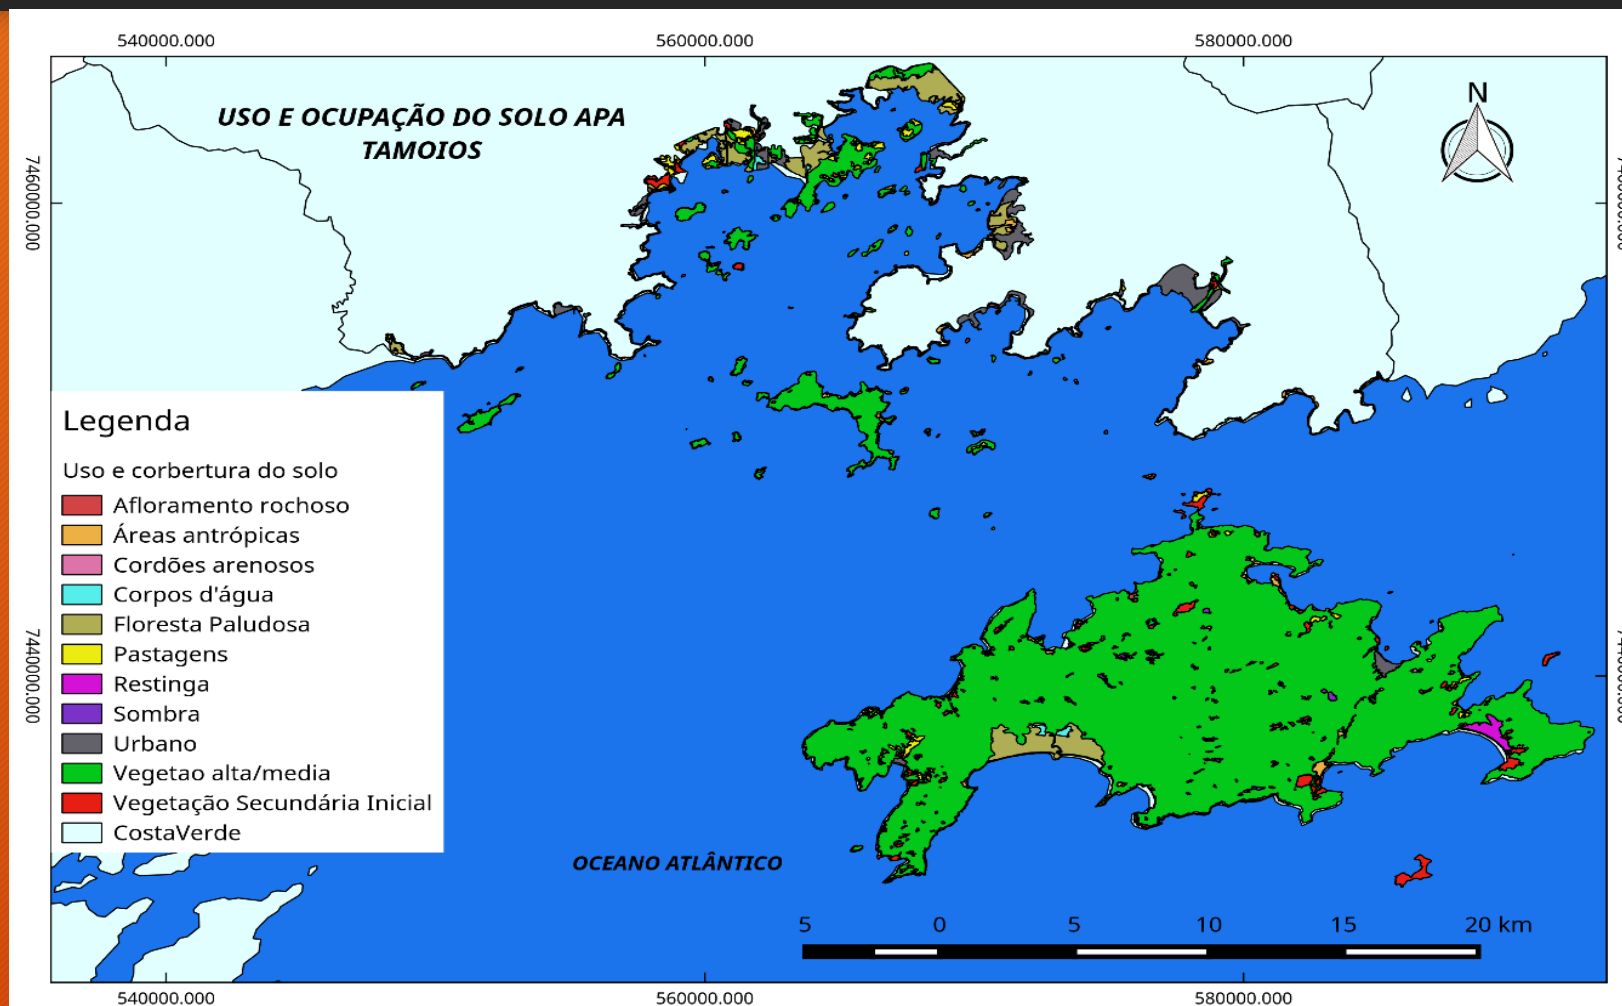 540000.000
560000.000
580000.000
USO E OCUPAÇÃO DO SOLO APA
TAMOIOS
N
7460000.000
Legenda
Uso e corbertura do solo
Afloramento rochoso
Áreas antrópicas
Cordões arenosos
Corpos d'água
Floresta Paludosa
Pastagens
Restinga
Sombra
Urbano
Vegetao alta/media
Vegetação Secundária Inicial
CostaVerde
7440000.000
OCEANO ATLÂNTICO
5 0 5 10 15 20 km
540000.000
560000.000
580000.000